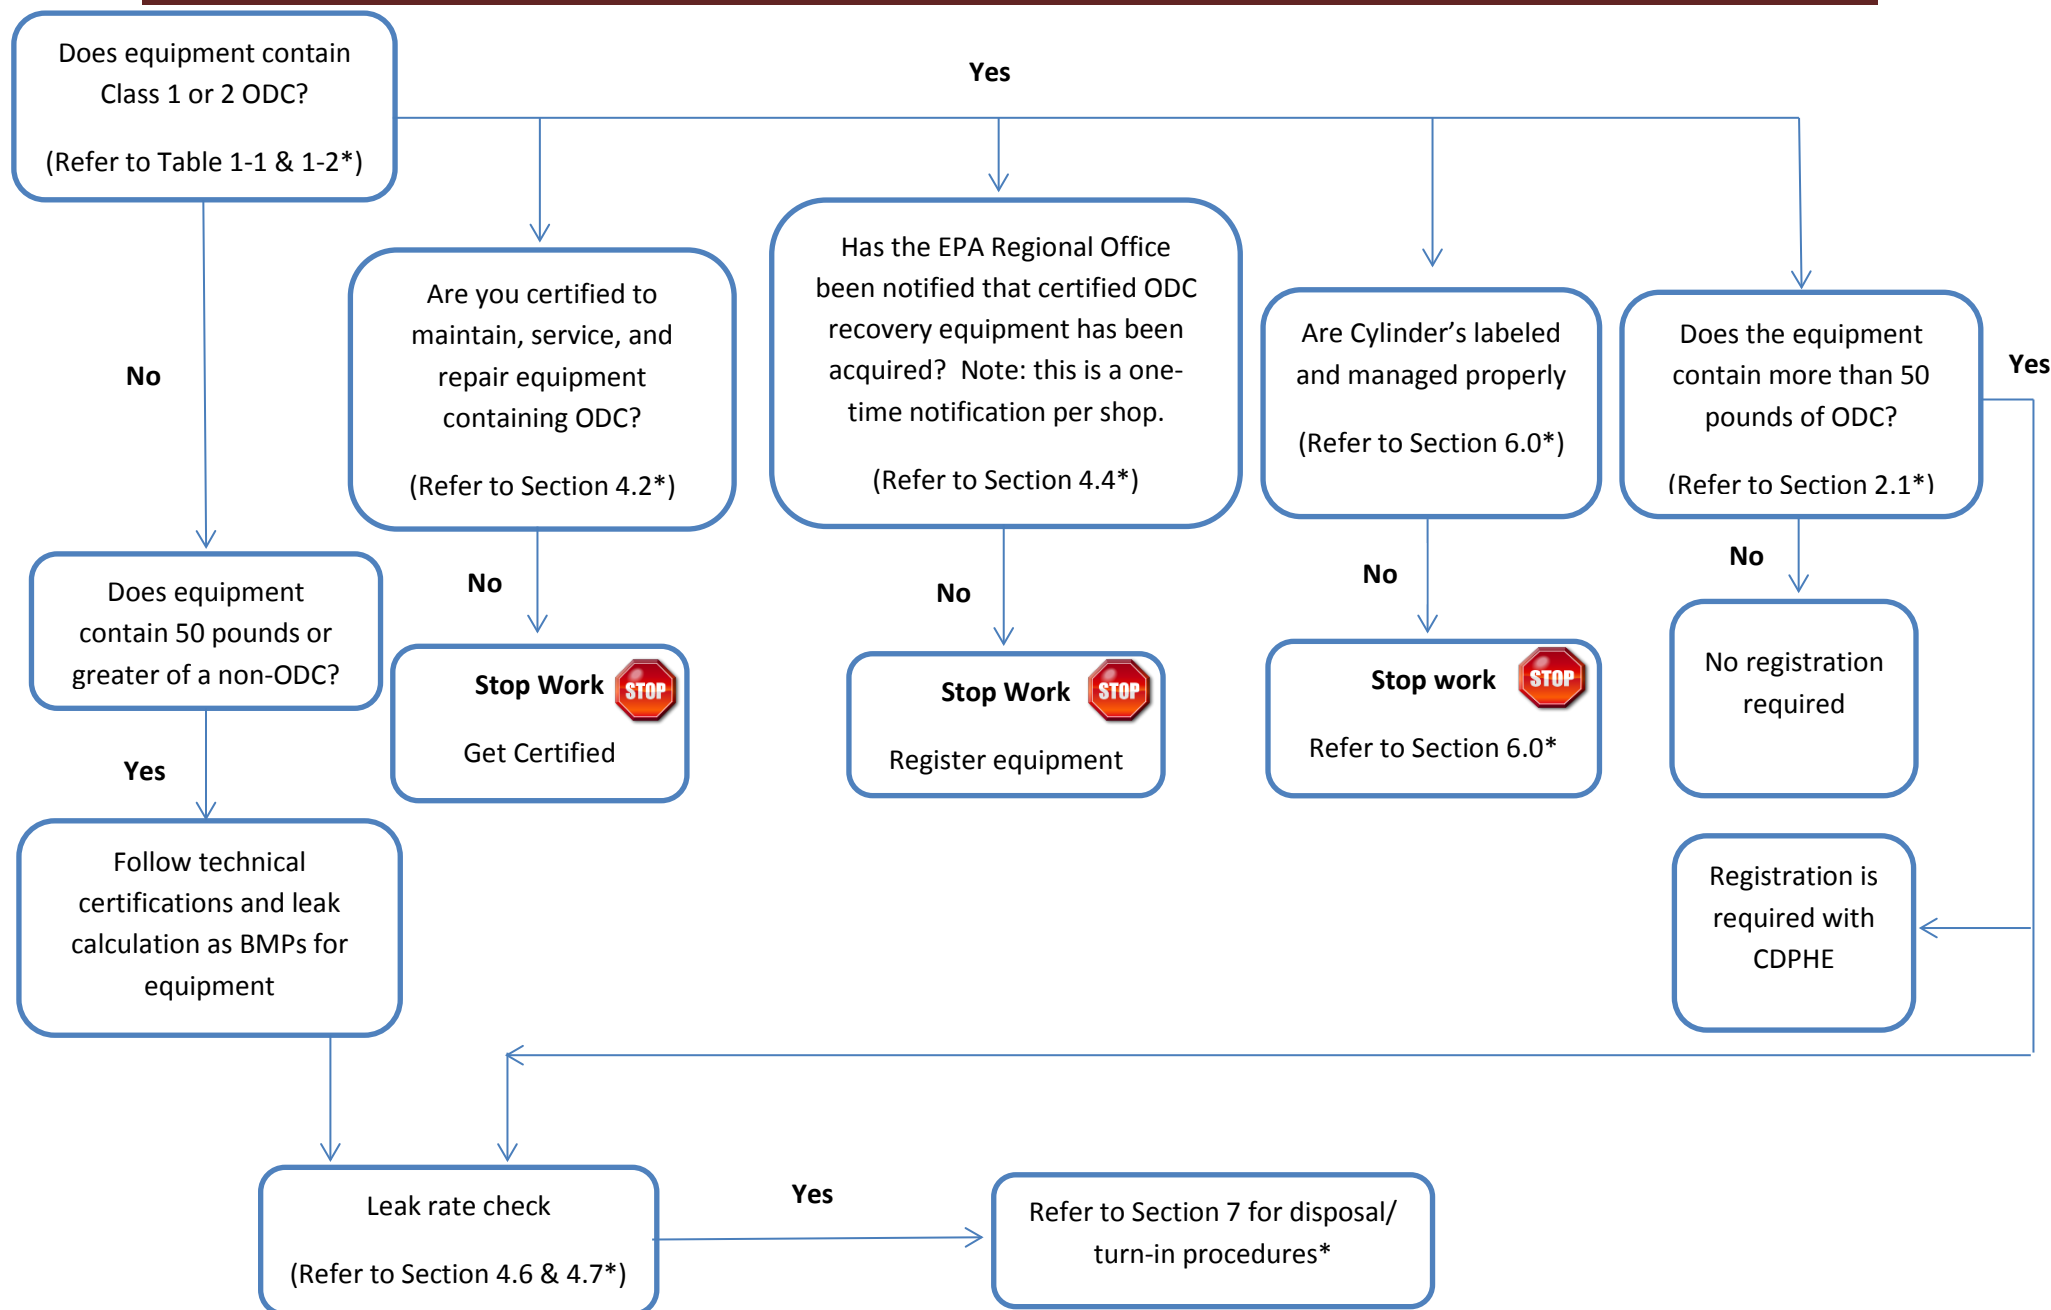 Does equipment contain
Class 1 or 2 ODC?
(Refer to Table 1-1 & 1-2*)
Yes
No
Are you certified to
maintain, service, and
repair equipment
containing ODC?
(Refer to Section 4.2*)
Has the EPA Regional Office
been notified that certified ODC
recovery equipment has been
acquired?  Note: this is a one-
time notification per shop.
(Refer to Section 4.4*)
Are Cylinder’s labeled
and managed properly
(Refer to Section 6.0*)
Does the equipment
contain more than 50
pounds of ODC?
(Refer to Section 2.1*)
Yes
Does equipment
contain 50 pounds or
greater of a non-ODC?
No
No
No
No
Stop Work
STOP
Get Certified
Stop Work
STOP
Register equipment
Stop work
STOP
Refer to Section 6.0*
No registration
required
Yes
Follow technical
certifications and leak
calculation as BMPs for
equipment
Registration is
required with
CDPHE
Leak rate check
(Refer to Section 4.6 & 4.7*)
Yes
Refer to Section 7 for disposal/
turn-in procedures*